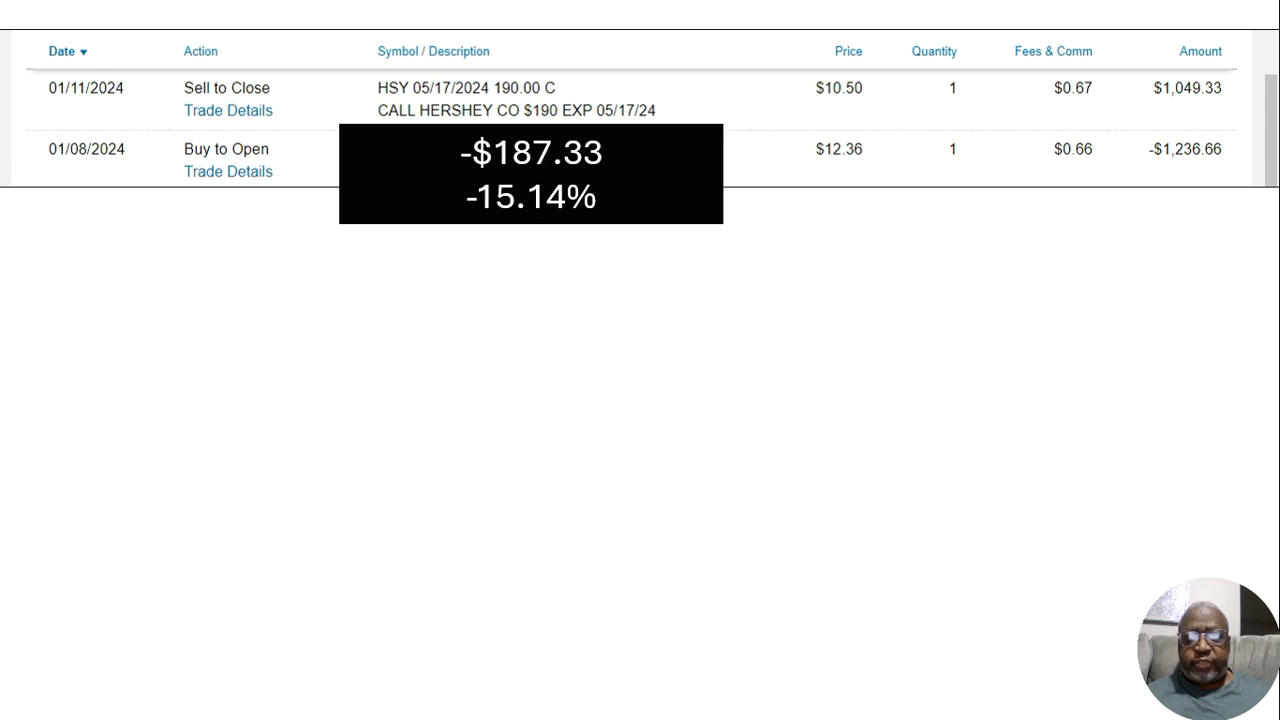 Date Action Symbol / Description Price Quantity Fees & Comm Amount
01/11/2024 Sell to Close HSY 05/17/2024 190.00 C $10.50 1 $0.67 $1,049.33
Trade Details CALL HERSHEY CO $190 EXP 05/17/24
01/08/2024 Buy to Open -$187.33 $12.36 1 $0.66 -$1,236.66
Trade Details -15.14%